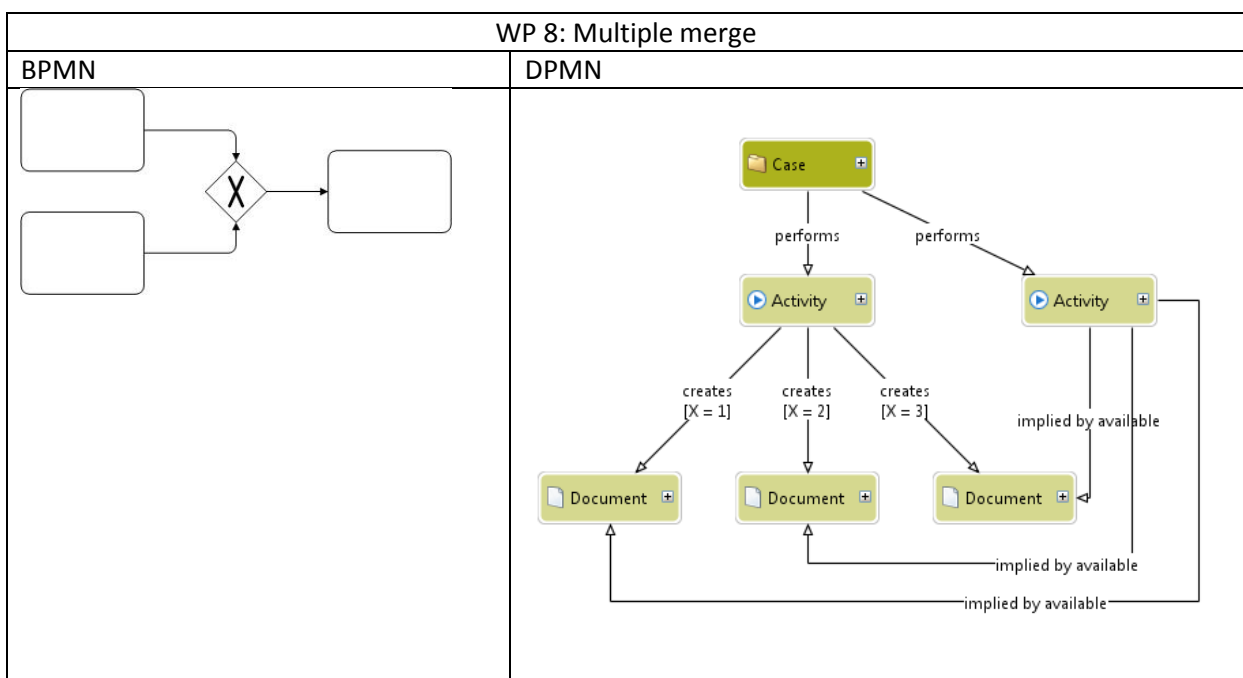 WP 8: Multiple merge
BPMN
DPMN
X
Case
performs
performs
Activity
Activity
creates
[X = 1]
creates
[X = 2]
creates
[X = 3]
implied by available
Document
Document
Document
implied by available
implied by available